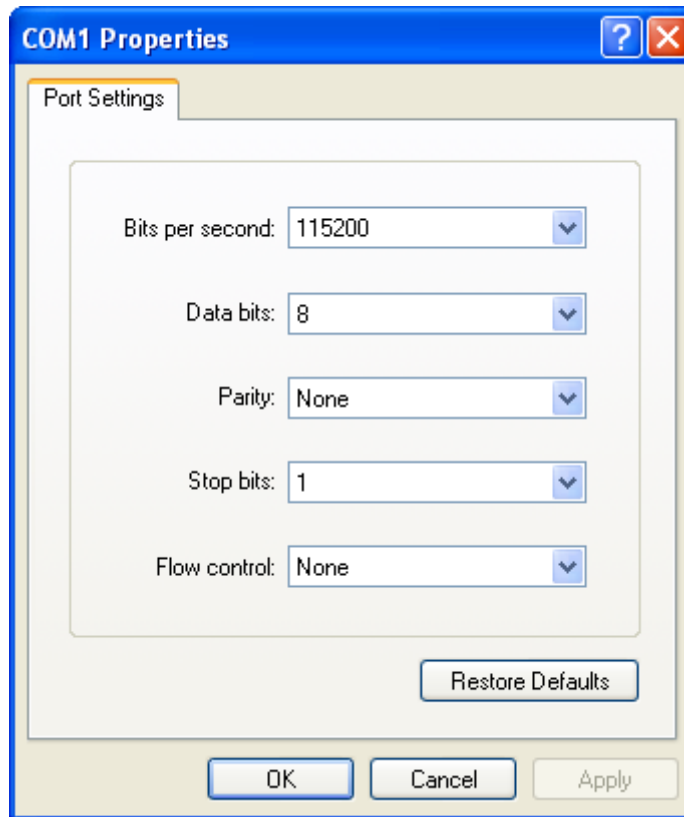 COM1 Properties
Port Settings
Bits per second: 115200
Data bits: 8
Parity: None
Stop bits: 1
Flow control: None
Restore Defaults
OK Cancel Apply